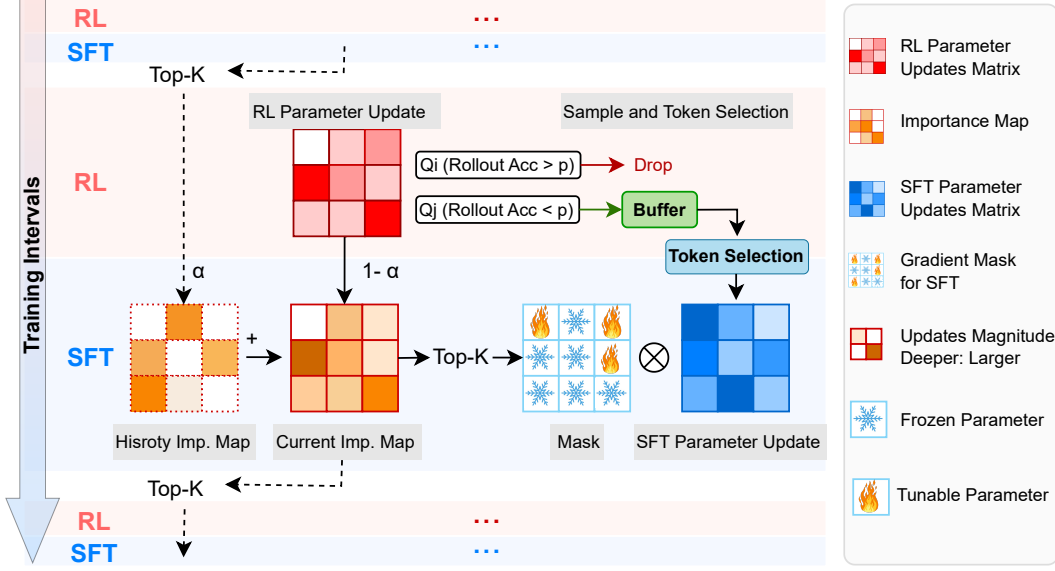 RL
...
SFT
...
Top-K
RL Parameter Update
Sample and Token Selection
RL
Qi (Rollout Acc > p)
Drop
Qj (Rollout Acc < p)
Buffer
Token Selection
Training Intervals
α
1- α
SFT
+
Top-K
Hisroty Imp. Map
Current Imp. Map
Mask
SFT Parameter Update
Top-K
RL
...
SFT
...
RL Parameter
Updates Matrix
Importance Map
SFT Parameter
Updates Matrix
Gradient Mask
for SFT
Updates Magnitude
Deeper: Larger
Frozen Parameter
Tunable Parameter